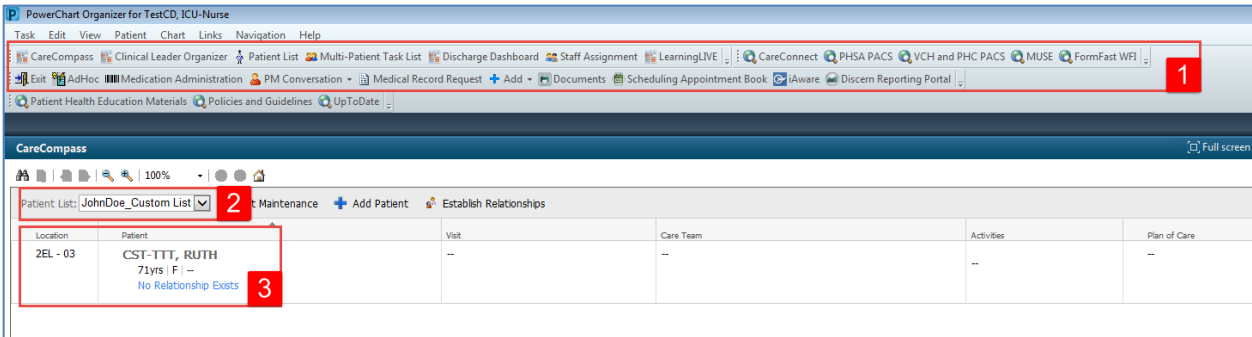 P PowerChart Organizer for TestCD, ICU-Nurse
Task Edit View Patient Chart Links Navigation Help
CareCompass Clinical Leader Organizer Patient List Multi-Patient Task List Discharge Dashboard Staff Assignment LearningLIVE CareConnect PHSA PACS VCH and PHC PACS MUSE FormFast WFI
Exit AdHoc Medication Administration PM Conversation Medical Record Request Add Documents Scheduling Appointment Book iAware Discern Reporting Portal
1
Patient Health Education Materials Policies and Guidelines UpToDate
CareCompass Full screen
100%
Patient List: JohnDoe_Custom List 2 t Maintenance Add Patient Establish Relationships
Location Patient Visit Care Team Activities Plan of Care
2EL - 03 CST-TTT, RUTH -- -- -- --
71yrs | F | --
No Relationship Exists 3